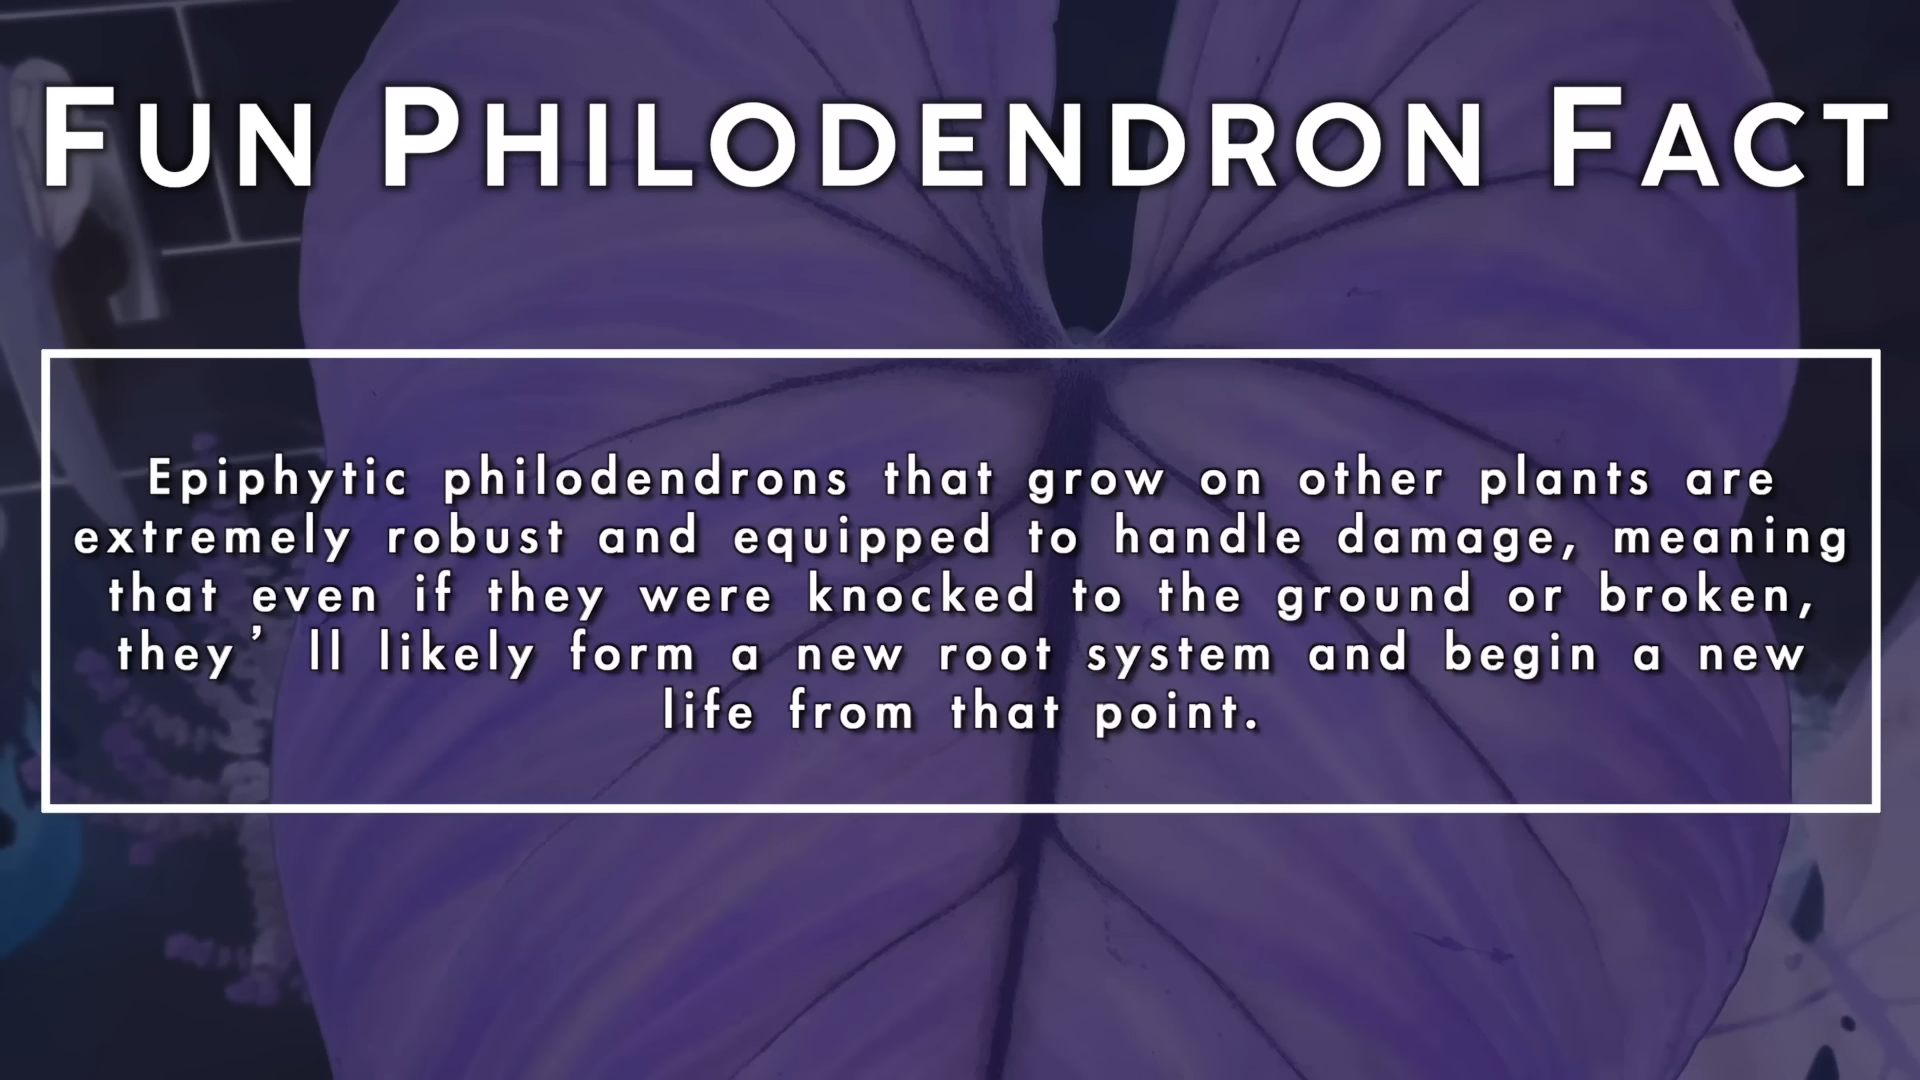 Fun Philodendron Fact
Epiphytic philodendrons that grow on other plants are
extremely robust and equipped to handle damage, meaning
that even if they were knocked to the ground or broken,
they’ ll likely form a new root system and begin a new
life from that point.